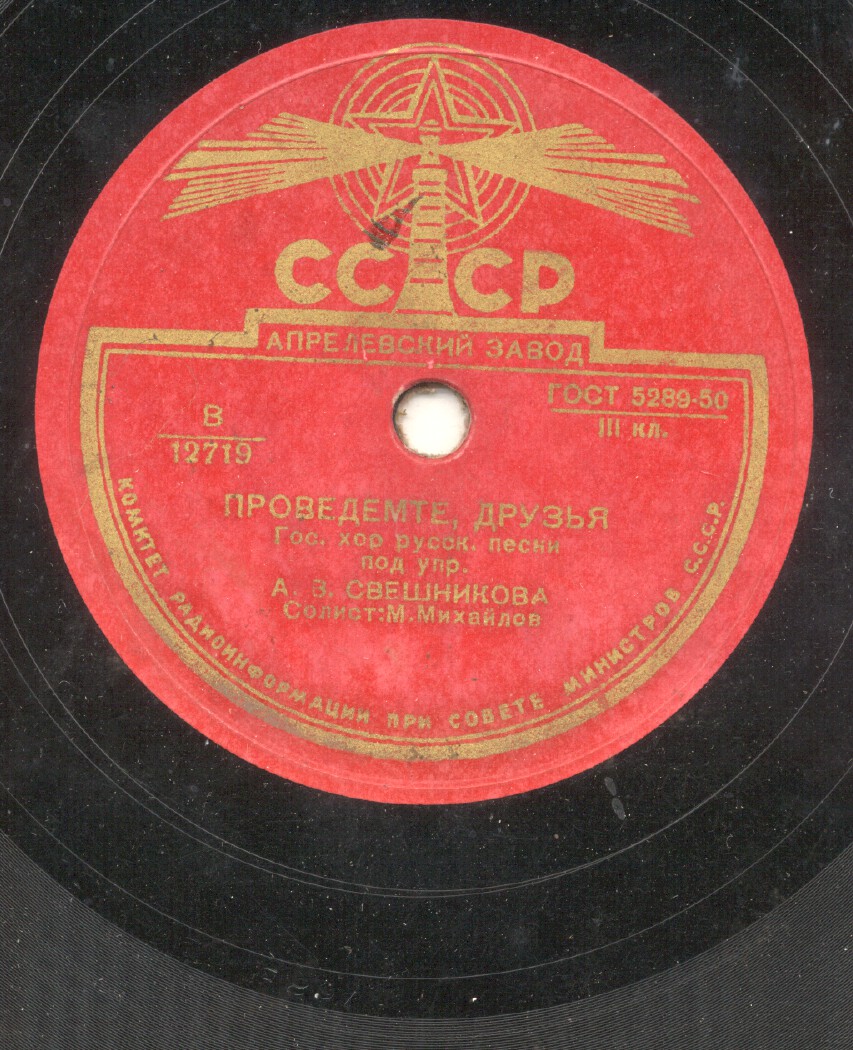 СССР
АПРЕЛЕВСКИЙ ЗАВОД
В
12719
ГОСТ 5289-50
III кл.
ПРОВЕДЕМТЕ, ДРУЗЬЯ
Гос. хор русск. песни
под упр.
А. В. СВЕШНИКОВА
Солист:М.Михайлов
КОМИТЕТ РАДИОИНФОРМАЦИИ ПРИ СОВЕТЕ МИНИСТРОВ С.С.С.Р.